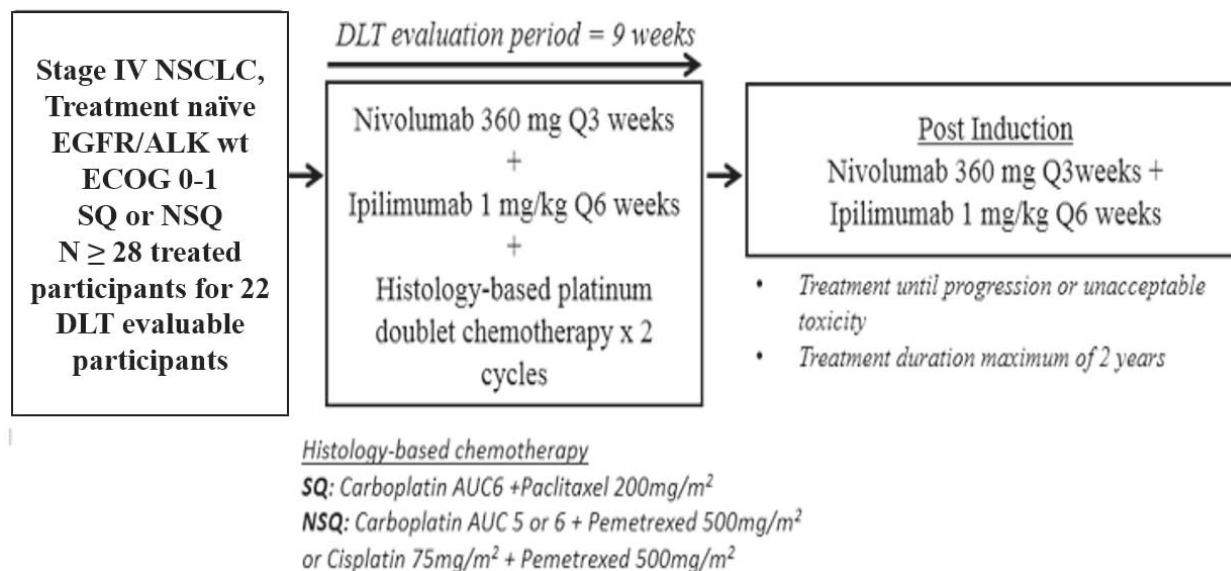 Stage IV NSCLC,
Treatment naïve
EGFR/ALK wt
ECOG 0-1
SQ or NSQ
N ≥ 28 treated
participants for 22
DLT evaluable
participants
DLT evaluation period = 9 weeks
Nivolumab 360 mg Q3 weeks
+
Ipilimumab 1 mg/kg Q6 weeks
+
Histology-based platinum
doublet chemotherapy x 2
cycles
Post Induction
Nivolumab 360 mg Q3weeks +
Ipilimumab 1 mg/kg Q6 weeks
• Treatment until progression or unacceptable
toxicity
• Treatment duration maximum of 2 years
Histology-based chemotherapy
SQ: Carboplatin AUC6 +Paclitaxel 200mg/m²
NSQ: Carboplatin AUC 5 or 6 + Pemetrexed 500mg/m²
or Cisplatin 75mg/m² + Pemetrexed 500mg/m²